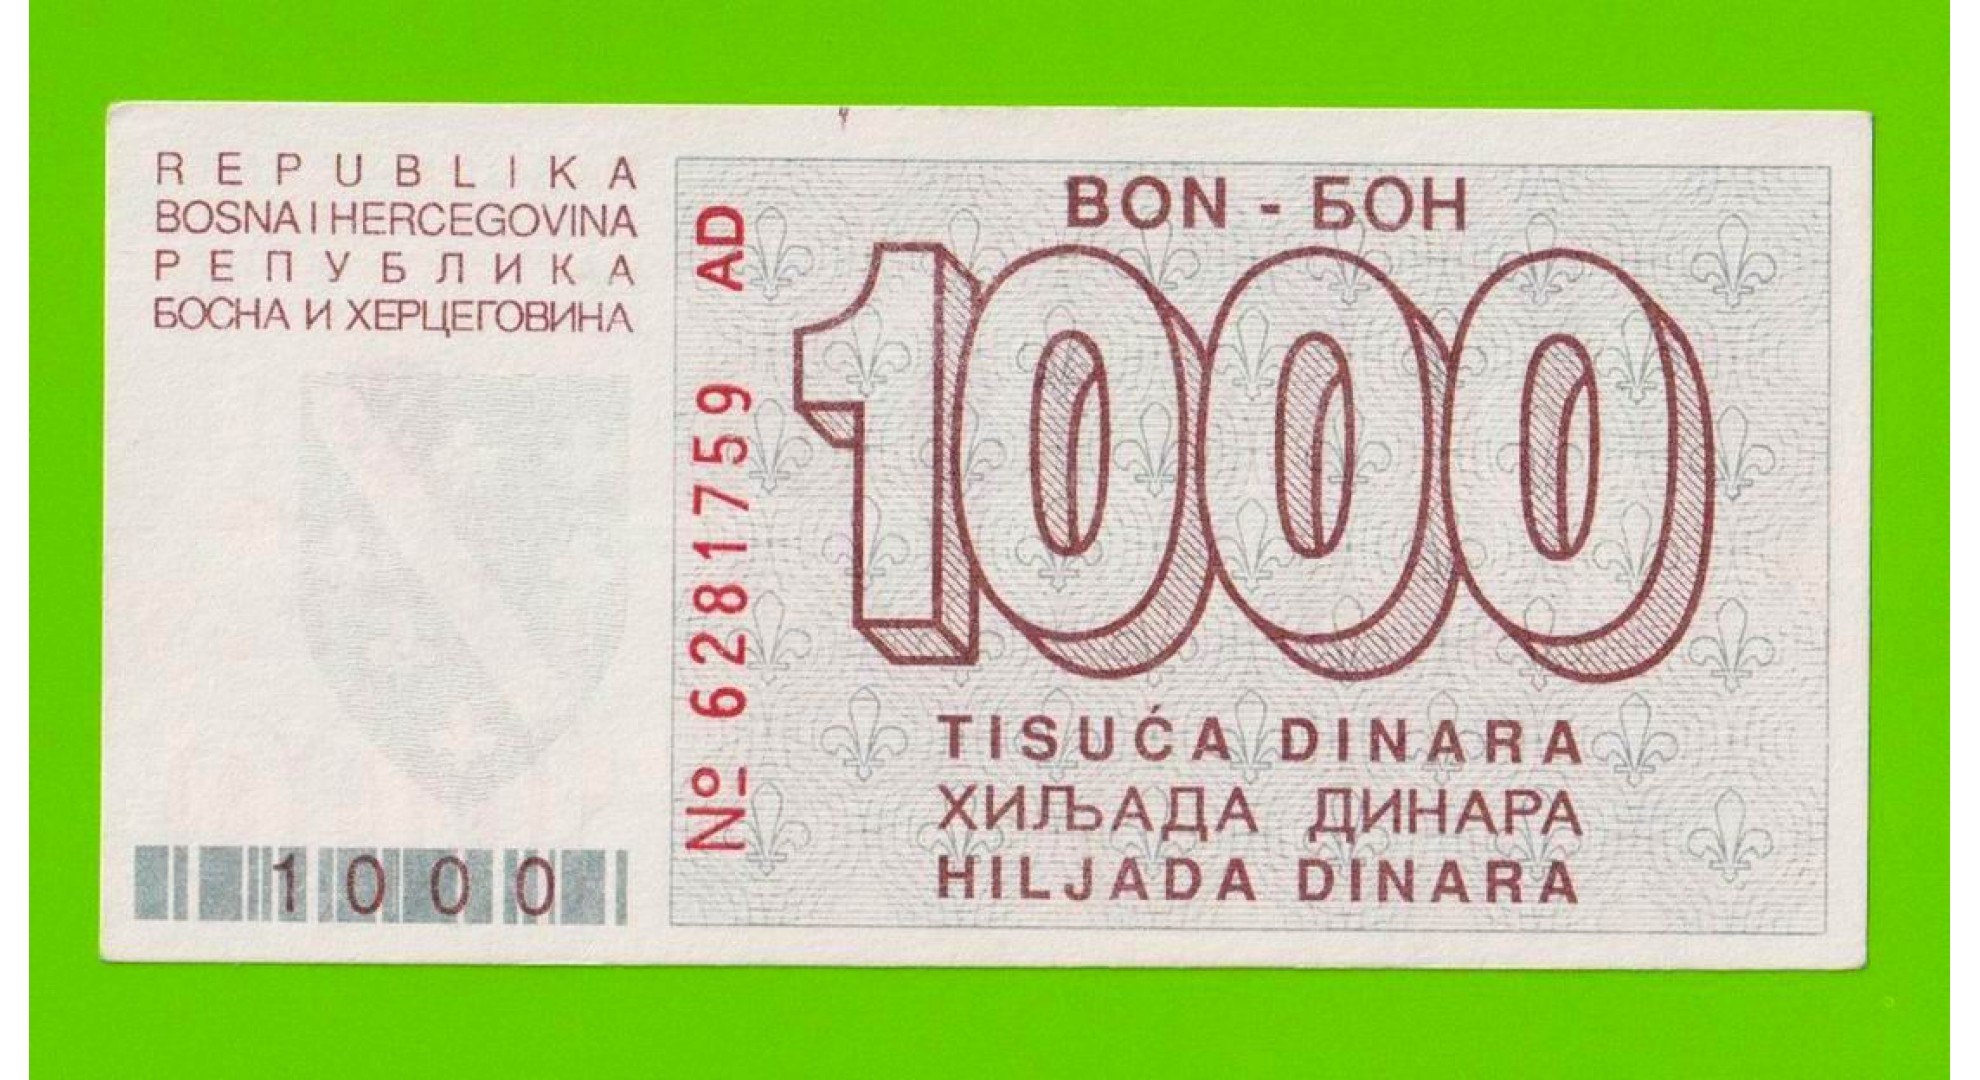 REPUBLIKA
BOSNA I HERCEGOVINA
РЕПУБЛИКА
БОСНА И ХЕРЦЕГОВИНА
1000
№ 6281759 AD
BON - БОН
1000
TISUĆA DINARA
ХИЉАДА ДИНАРА
HILJADA DINARA